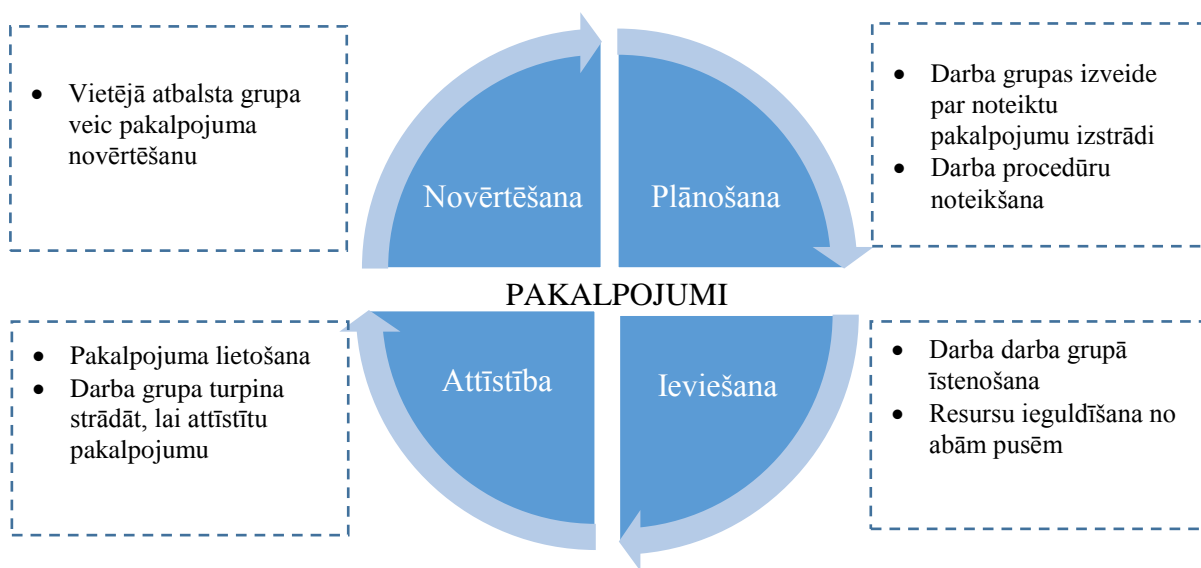 • Vietējā atbalsta grupa
veic pakalpojuma
novērtēšanu
Novērtēšana
Plānošana
• Darba grupas izveide
par noteiktu
pakalpojumu izstrādi
• Darba procedūru
noteikšana
PAKALPOJUMI
• Pakalpojuma lietošana
• Darba grupa turpina
strādāt, lai attīstītu
pakalpojumu
Attīstība
Ieviešana
• Darba darba grupā
īstenošana
• Resursu ieguldīšana no
abām pusēm